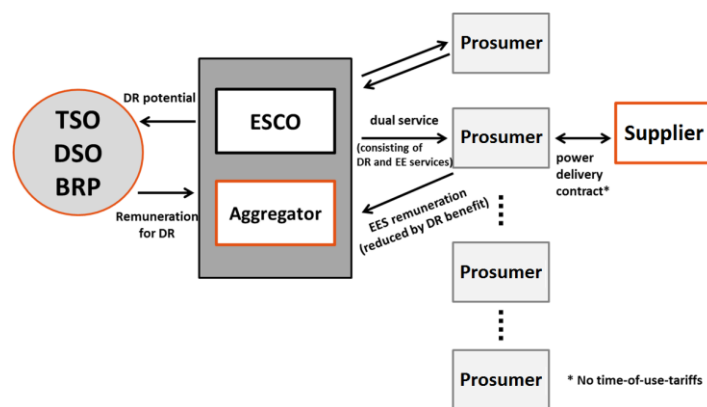 TSO
DSO
BRP
DR potential
Remuneration
for DR
ESCO
Aggregator
dual service
(consisting of
DR and EE services)
EES remuneration
(reduced by DR benefit)
Prosumer
Prosumer
Prosumer
Prosumer
power
delivery
contract*
Supplier
* No time-of-use-tariffs